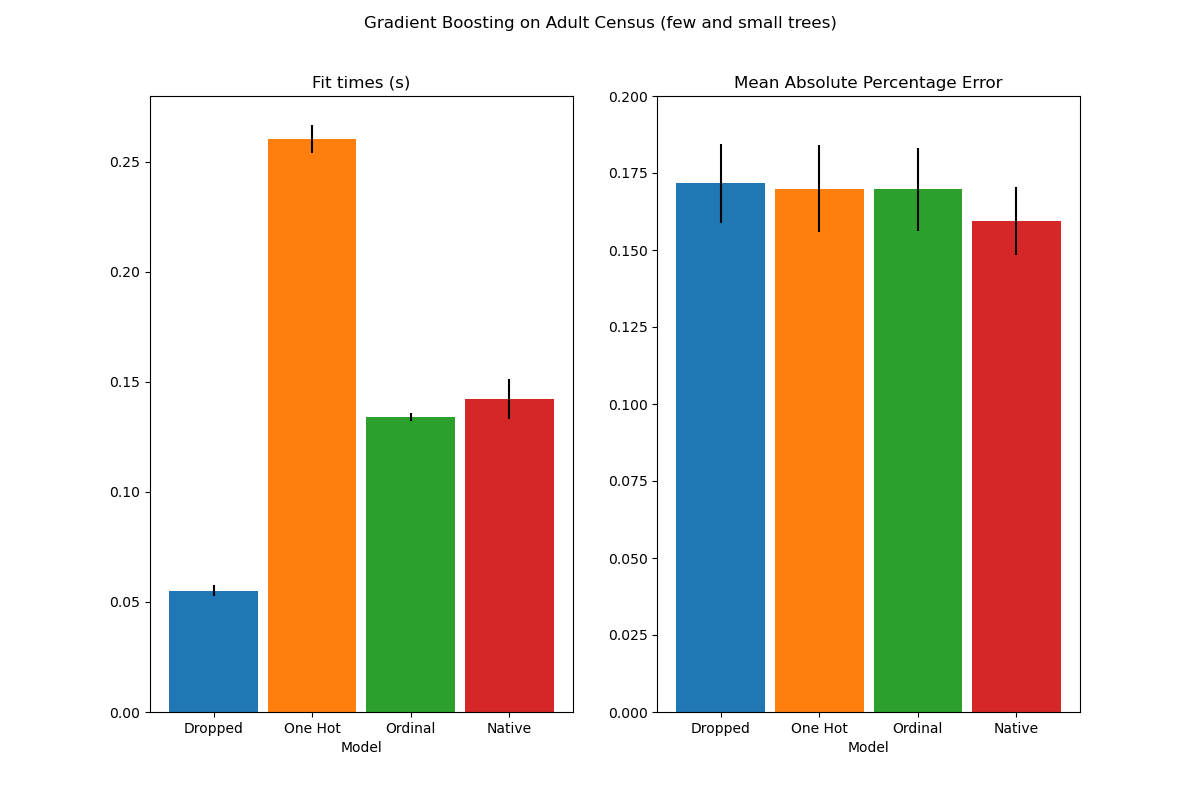 Gradient Boosting on Adult Census (few and small trees)
Fit times (s)
0.25
0.20
0.15
0.10
0.05
0.00
Dropped One Hot Ordinal Native
Model
Mean Absolute Percentage Error
0.200
0.175
0.150
0.125
0.100
0.075
0.050
0.025
0.000
Dropped One Hot Ordinal Native
Model